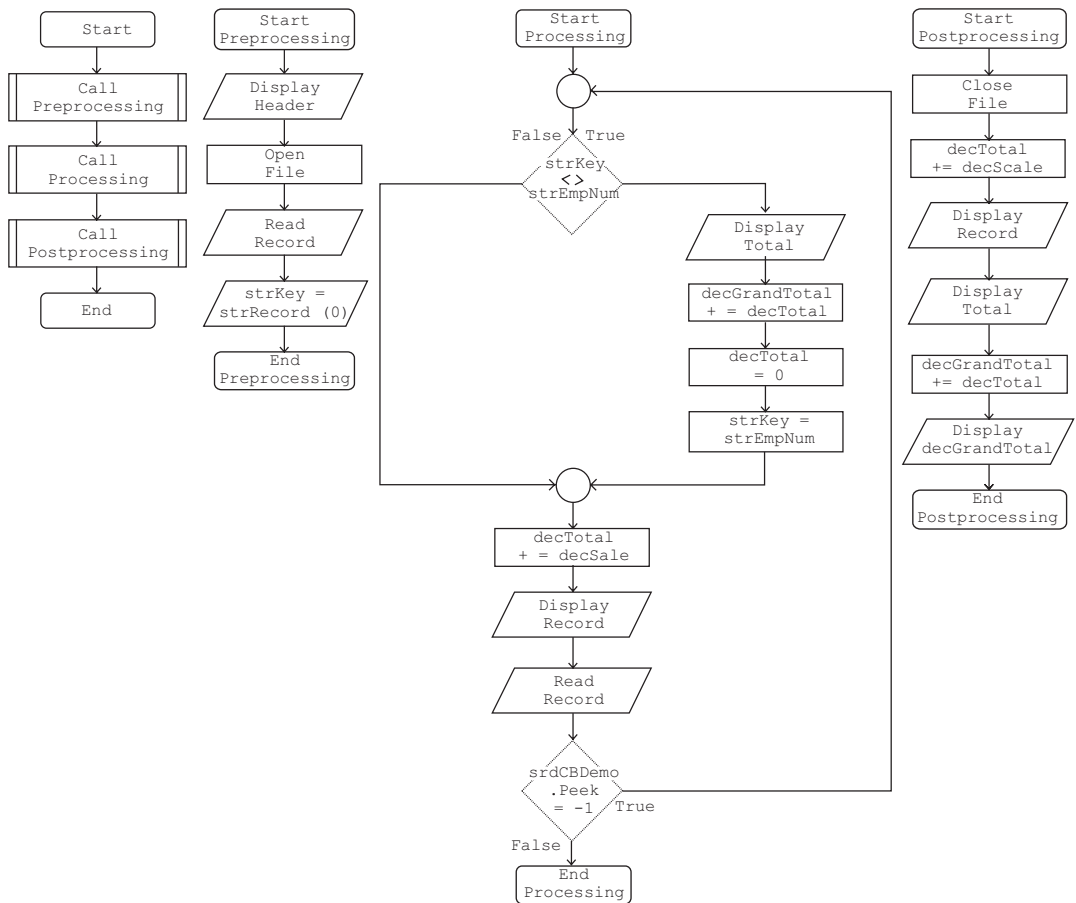 Start
Call
Preprocessing
Call
Processing
Call
Postprocessing
End
Start
Preprocessing
Display
Header
Open
File
Read
Record
strKey =
strRecord (0)
End
Preprocessing
Start
Processing
False
True
strKey
<>
strEmpNum
Display
Total
decGrandTotal
+ = decTotal
decTotal
= 0
strKey =
strEmpNum
decTotal
+ = decSale
Display
Record
Read
Record
srdCBDemo
.Peek
= -1
True
False
End
Processing
Start
Postprocessing
Close
File
decTotal
+= decScale
Display
Record
Display
Total
decGrandTotal
+= decTotal
Display
decGrandTotal
End
Postprocessing